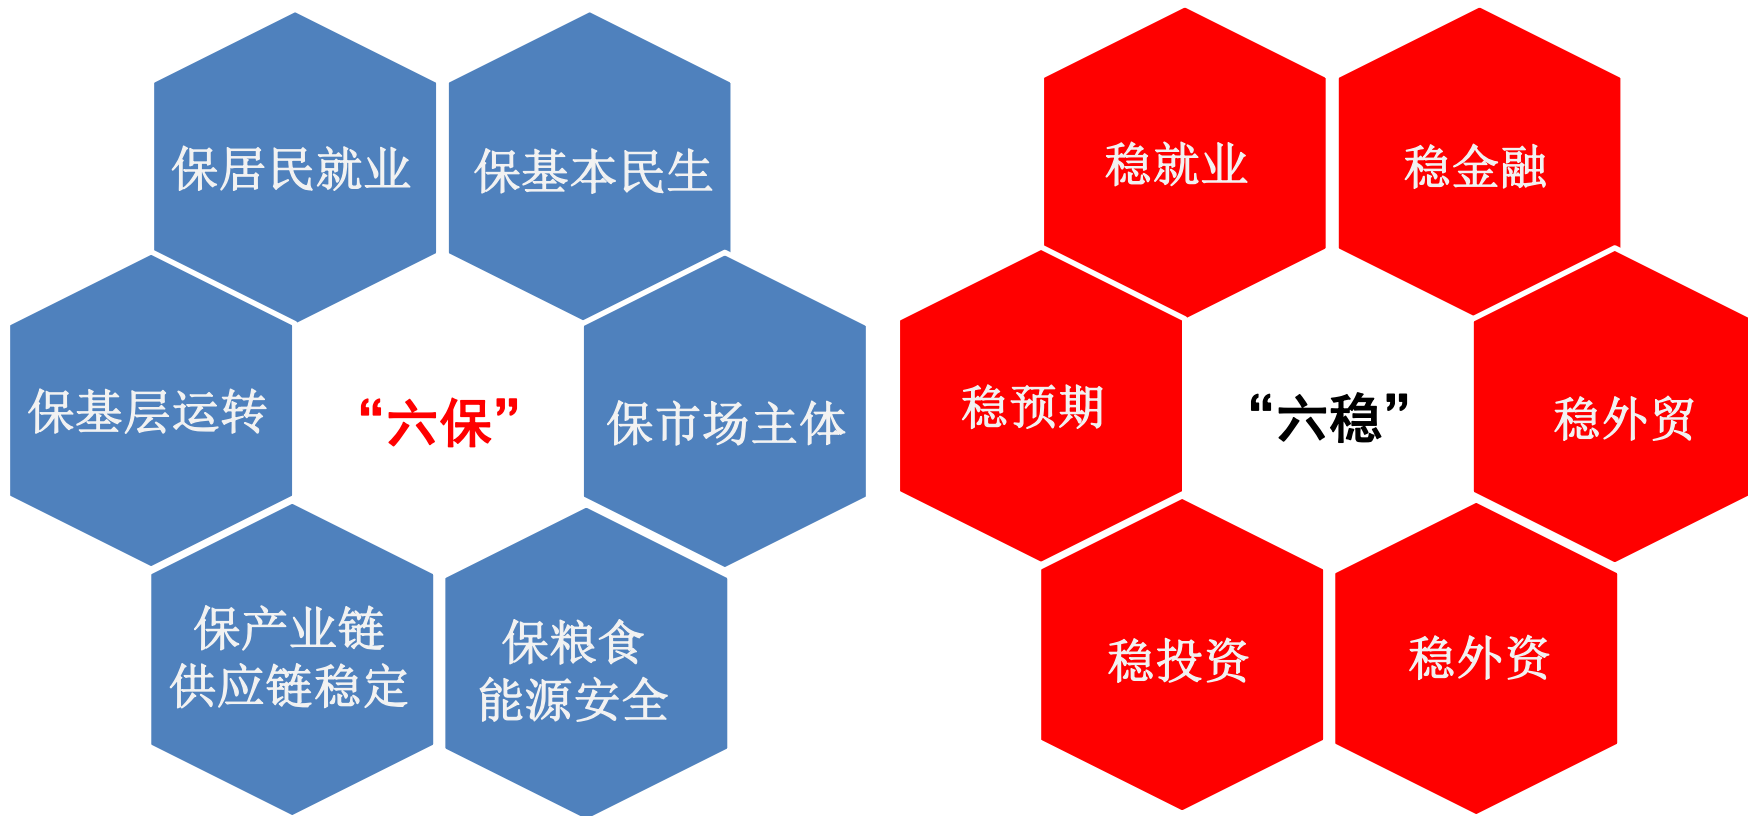 保居民就业
保基本民生
保基层运转
“六保”
保市场主体
保产业链
供应链稳定
保粮食
能源安全
稳就业
稳金融
稳预期
“六稳”
稳外贸
稳投资
稳外资